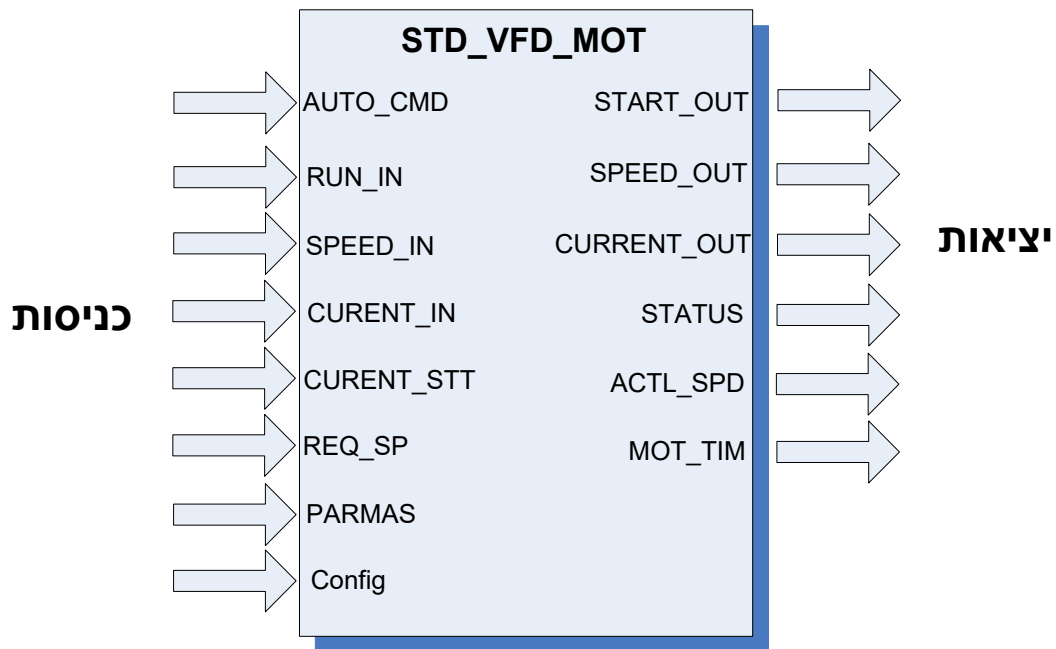 STD_VFD_MOT
כניסות
AUTO_CMD
RUN_IN
SPEED_IN
CURENT_IN
CURENT_STT
REQ_SP
PARMAS
Config
START_OUT
SPEED_OUT
CURRENT_OUT
STATUS
ACTL_SPD
MOT_TIM
יציאות